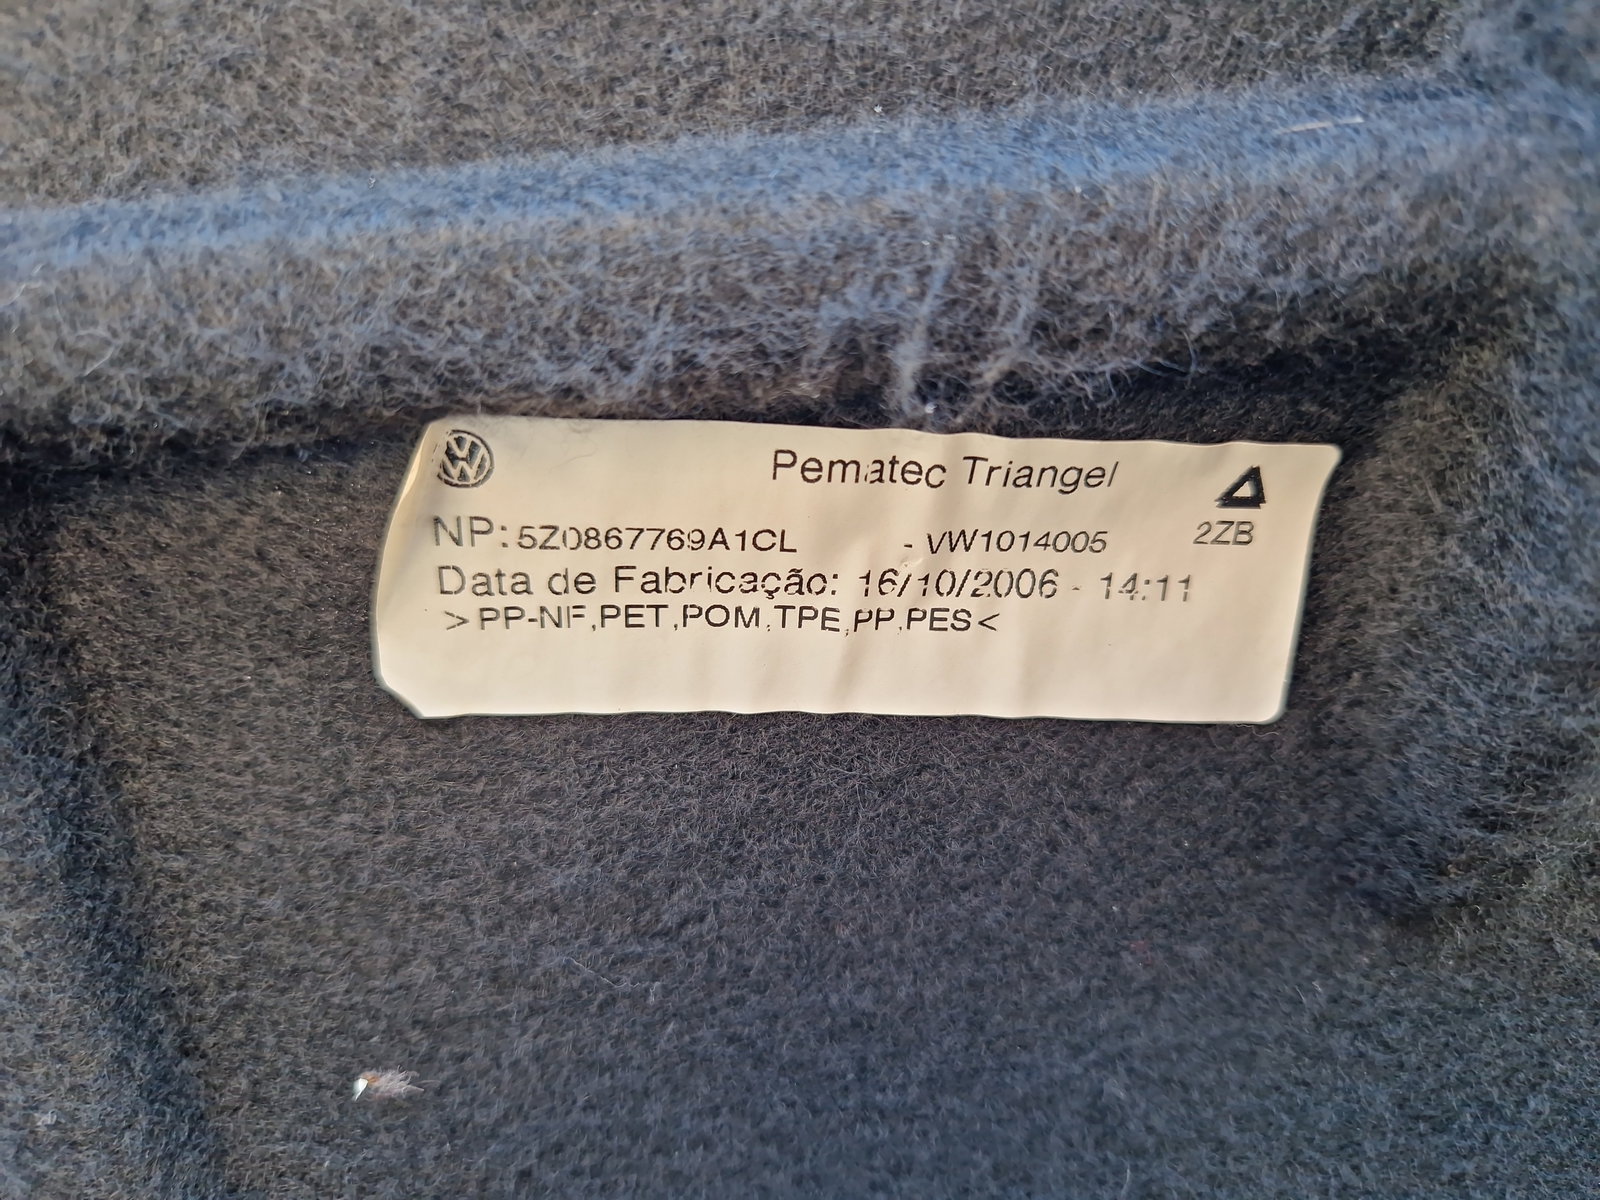 VW
Pematec Triangel
NP: 5Z0867769A1CL - VW1014005 2ZB
Data de Fabricação: 16/10/2006 - 14:11
>PP-NF,PET,POM,TPE,PP,PES<